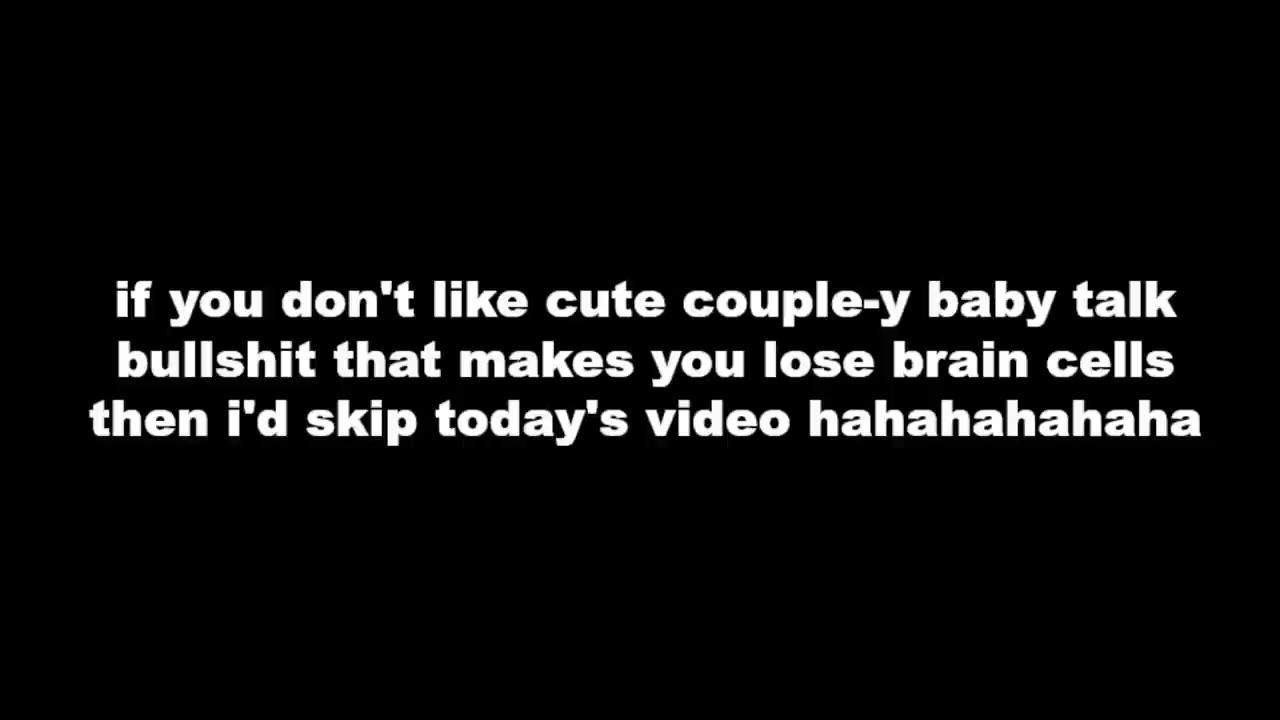 if you don't like cute couple-y baby talk
bullshit that makes you lose brain cells
then i'd skip today's video hahahahahaha